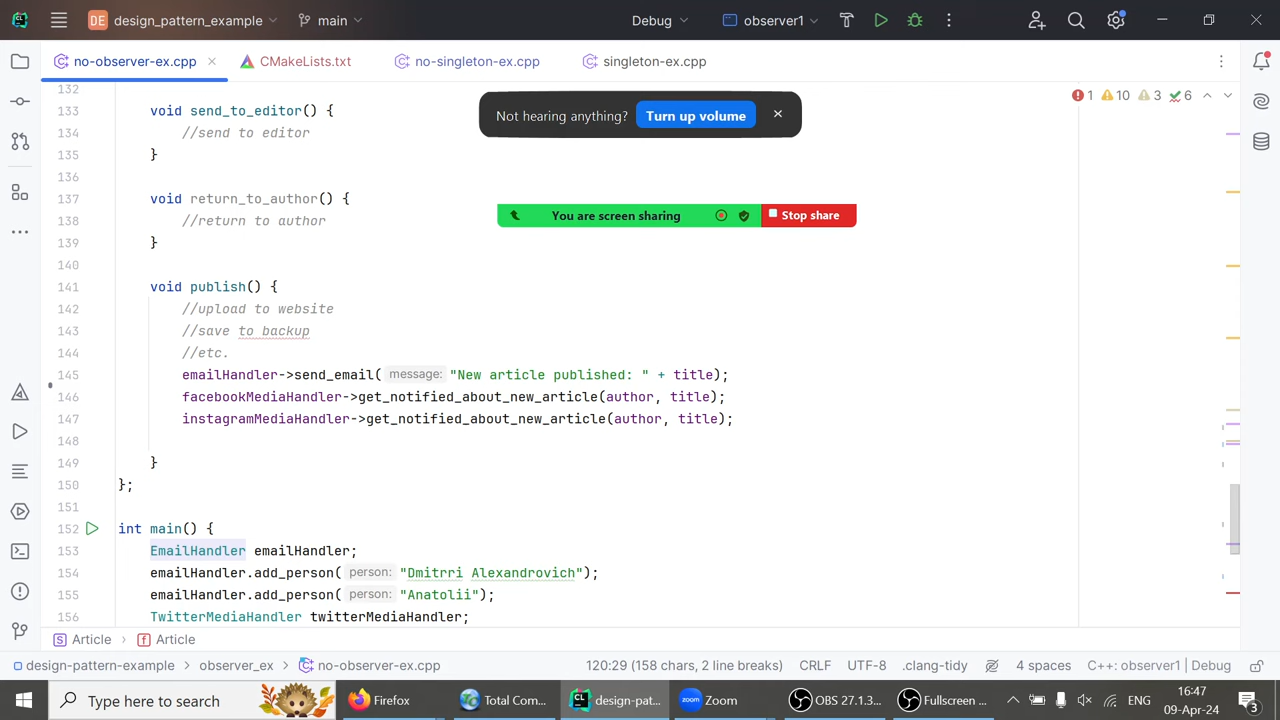 DE design_pattern_example main Debug observer1
no-observer-ex.cpp CMakeLists.txt no-singleton-ex.cpp singleton-ex.cpp
132
1 10 3 6
133 void send_to_editor() {
Not hearing anything? Turn up volume
134 //send to editor
135 }
136
137 void return_to_author() {
You are screen sharing Stop share
138 //return to author
139 }
140
141 void publish() {
142 //upload to website
143 //save to backup
144 //etc.
145 emailHandler->send_email( message: "New article published: " + title);
146 facebookMediaHandler->get_notified_about_new_article(author, title);
147 instagramMediaHandler->get_notified_about_new_article(author, title);
148
149 }
150 };
151
152 int main() {
153 EmailHandler emailHandler;
154 emailHandler.add_person( person: "Dmitrri Alexandrovich");
155 emailHandler.add_person( person: "Anatolii");
156 TwitterMediaHandler twitterMediaHandler;
S Article f Article
design-pattern-example observer_ex no-observer-ex.cpp 120:29 (158 chars, 2 line breaks) CRLF UTF-8 .clang-tidy 4 spaces C++: observer1 | Debug
Type here to search Firefox Total Com... design-pat... zoom Zoom OBS 27.1.3... Fullscreen ... ENG 16:47
09-Apr-24 3